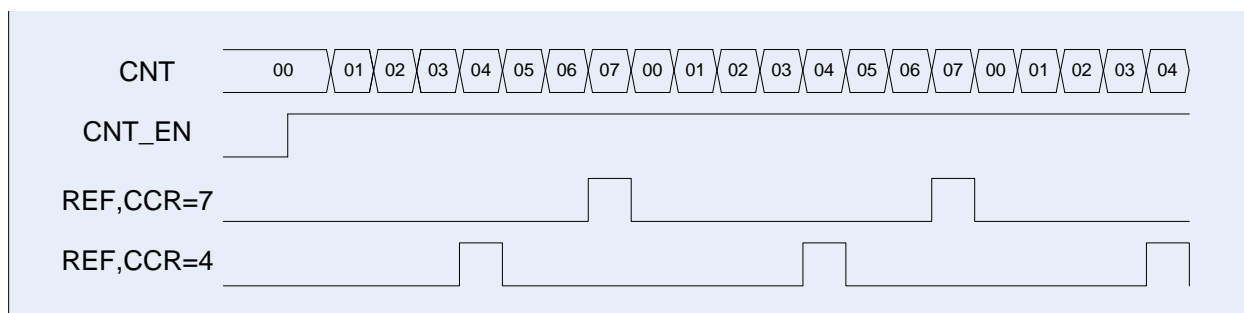 CNT 00 01 02 03 04 05 06 07 00 01 02 03 04 05 06 07 00 01 02 03 04
CNT_EN
REF,CCR=7
REF,CCR=4